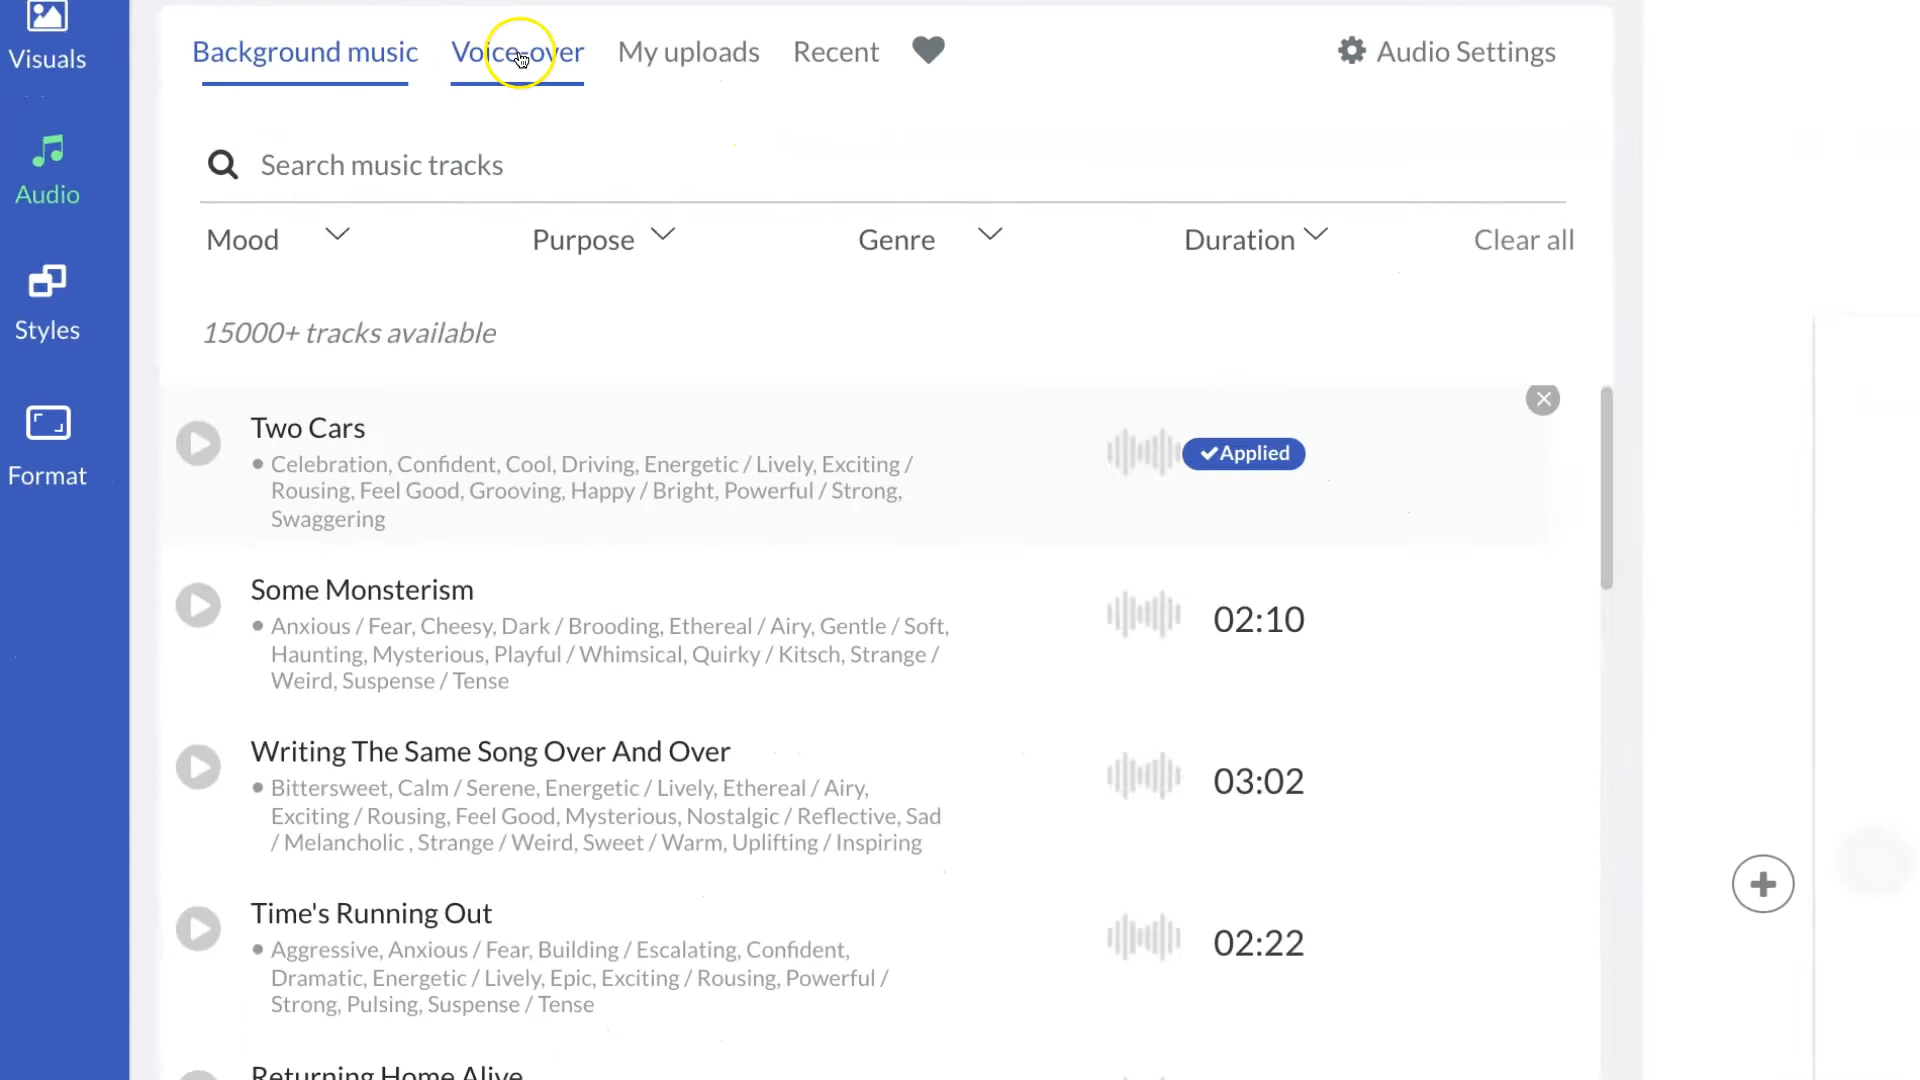 Visuals
Audio
Styles
Format
Background music Voice-over My uploads Recent Audio Settings
Search music tracks
Mood Purpose Genre Duration Clear all
15000+ tracks available
Two Cars
Celebration, Confident, Cool, Driving, Energetic / Lively, Exciting /
Rousing, Feel Good, Grooving, Happy / Bright, Powerful / Strong,
Swaggering
Applied
Some Monsterism
Anxious / Fear, Cheesy, Dark / Brooding, Ethereal / Airy, Gentle / Soft,
Haunting, Mysterious, Playful / Whimsical, Quirky / Kitsch, Strange /
Weird, Suspense / Tense
02:10
Writing The Same Song Over And Over
Bittersweet, Calm / Serene, Energetic / Lively, Ethereal / Airy,
Exciting / Rousing, Feel Good, Mysterious, Nostalgic / Reflective, Sad
/ Melancholic , Strange / Weird, Sweet / Warm, Uplifting / Inspiring
03:02
Time's Running Out
Aggressive, Anxious / Fear, Building / Escalating, Confident,
Dramatic, Energetic / Lively, Epic, Exciting / Rousing, Powerful /
Strong, Pulsing, Suspense / Tense
02:22
Returning Home Alive